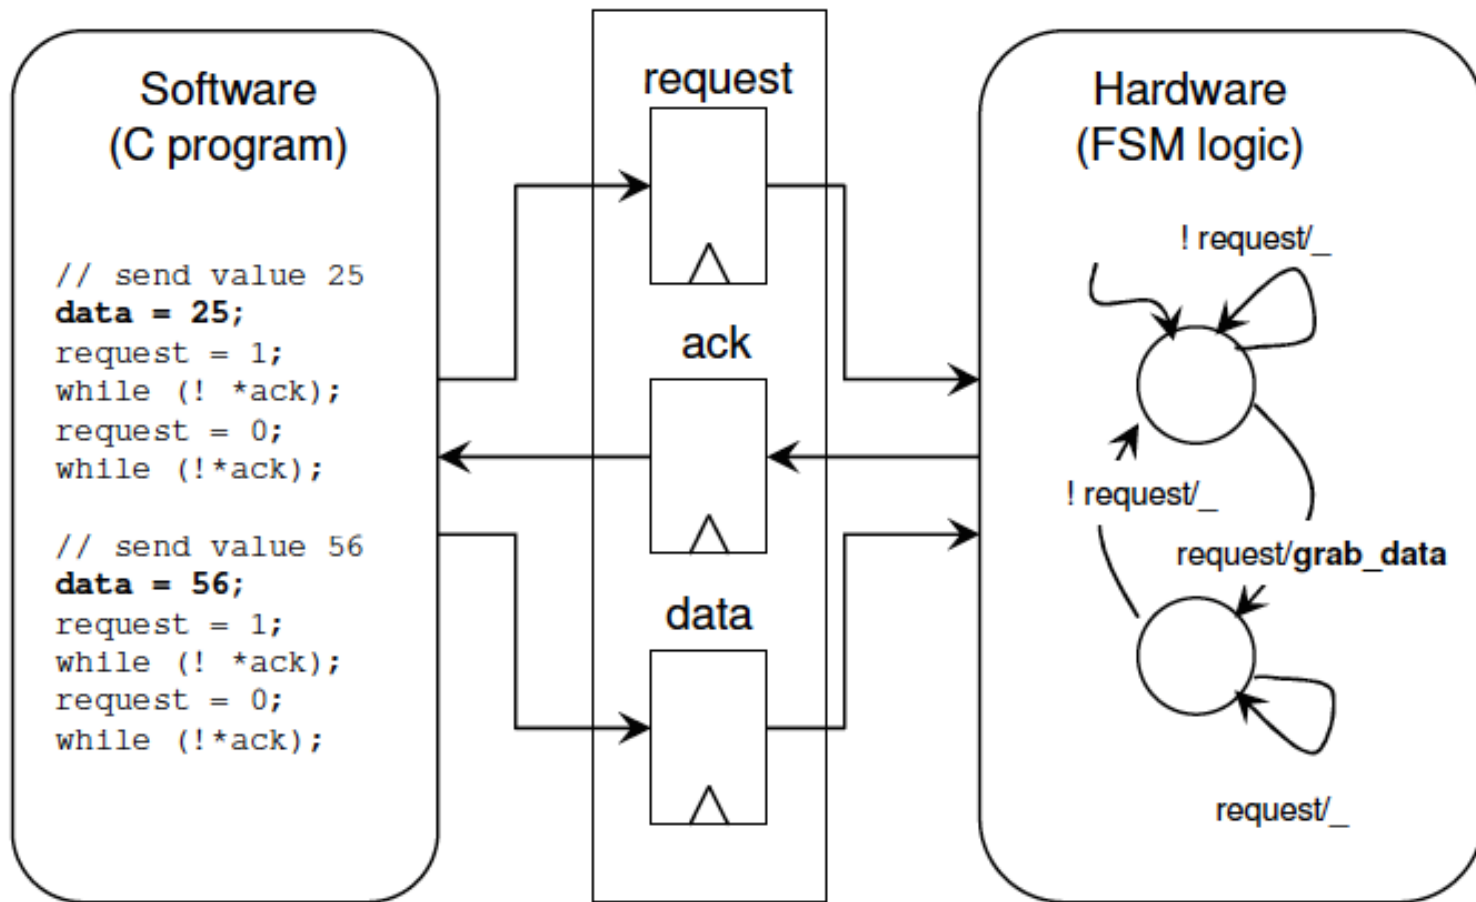 Software
(C program)
// send value 25
data = 25;
request = 1;
while (! *ack);
request = 0;
while (!*ack);
// send value 56
data = 56;
request = 1;
while (! *ack);
request = 0;
while (!*ack);
request
ack
data
Hardware
(FSM logic)
! request/_
! request/_
request/grab_data
request/_